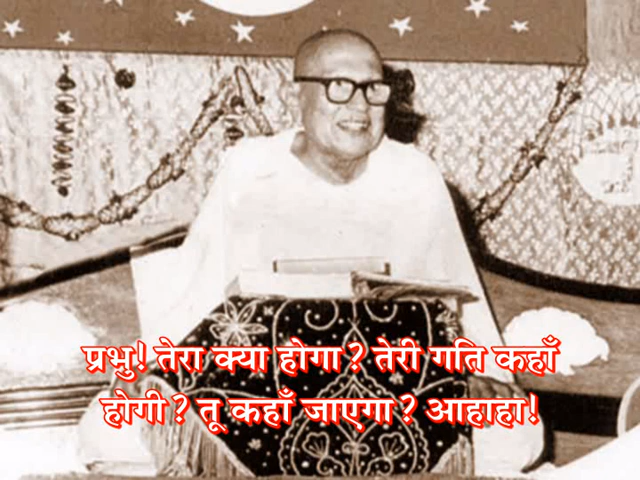 प्रभु! तेरा क्या होगा? तेरी गति कहाँ
होगी? तू कहाँ जाएगा? आहाहा!